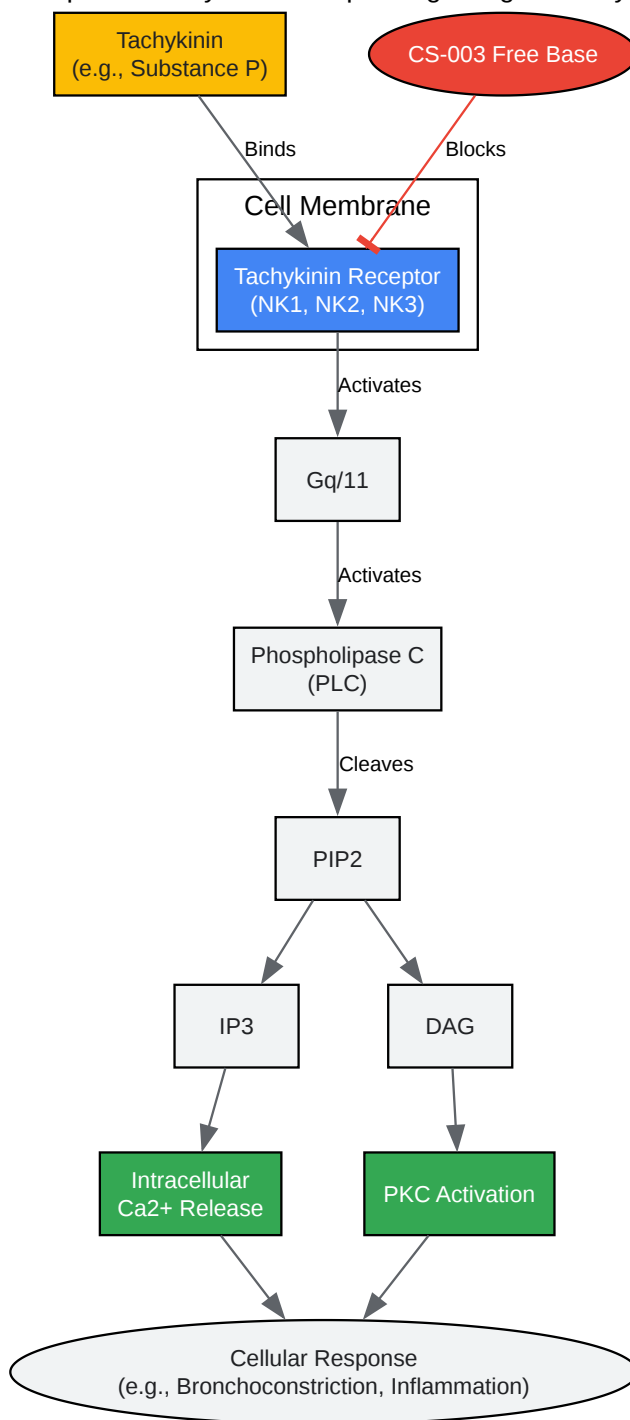 Tachykinin
(e.g., Substance P)
CS-003 Free Base
Binds
Blocks
Cell Membrane
Tachykinin Receptor
(NK1, NK2, NK3)
Activates
Gq/11
Activates
Phospholipase C
(PLC)
Cleaves
PIP2
IP3
DAG
Intracellular
Ca2+ Release
PKC Activation
Cellular Response
(e.g., Bronchoconstriction, Inflammation)